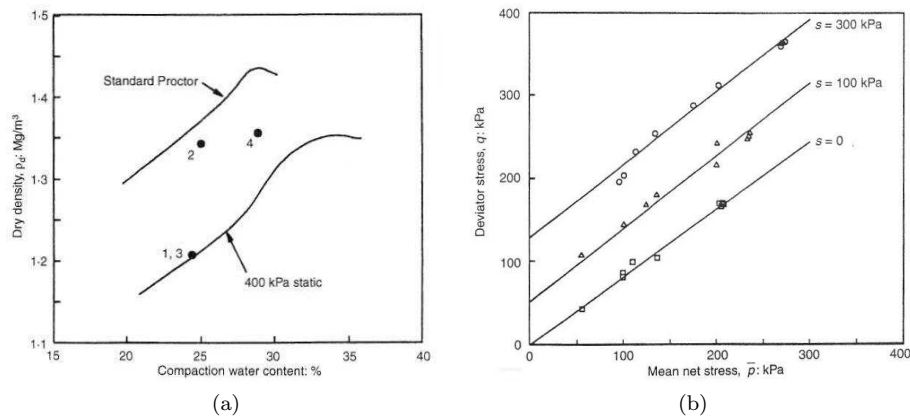 1·5
1·4
1·3
1·2
1·1
Dry density, ρd: Mg/m³
Standard Proctor
2
4
1, 3
400 kPa static
15
20
25
30
35
40
Compaction water content: %
(a)
400
300
200
100
0
Deviator stress, q: kPa
s = 300 kPa
s = 100 kPa
s = 0
0
100
200
300
400
Mean net stress, p̅: kPa
(b)